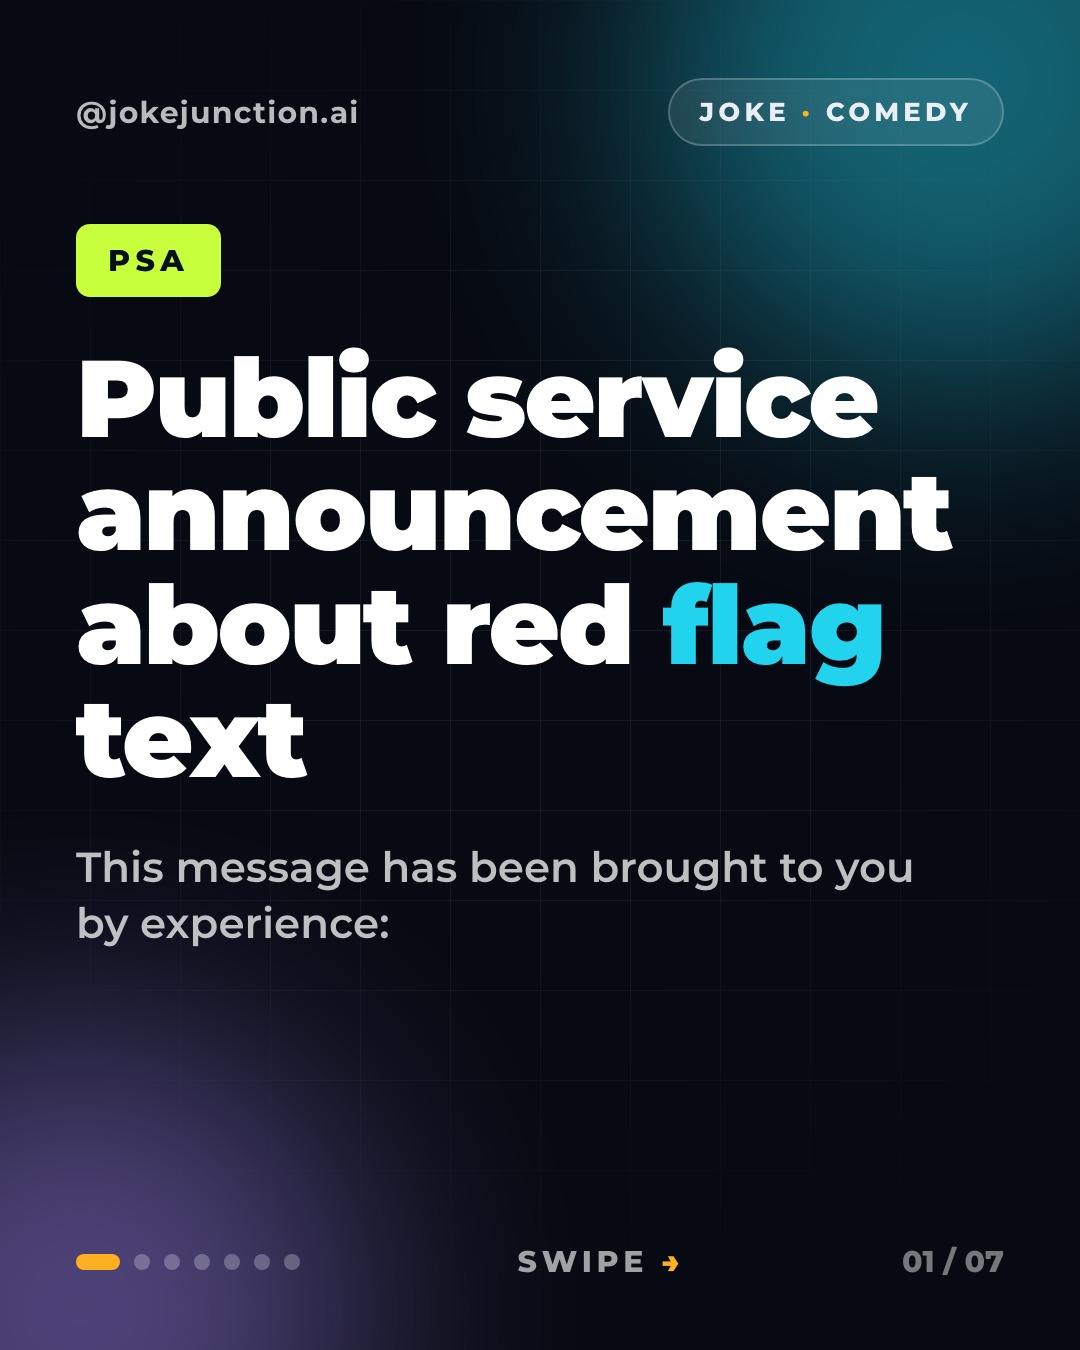 @jokejunction.ai
JOKE • COMEDY
PSA
Public service
announcement
about red flag
text
This message has been brought to you
by experience:
SWIPE →
01 / 07